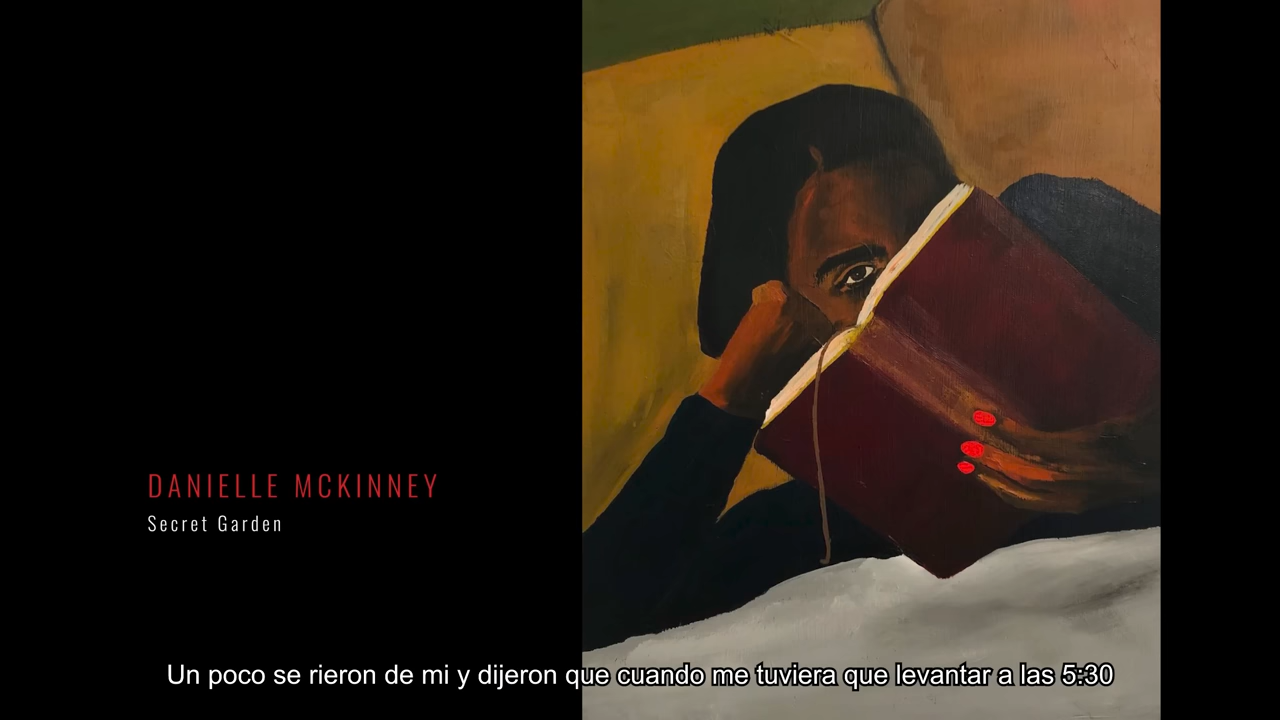 DANIELLE MCKINNEY
Secret Garden
Un poco se rieron de mi y dijeron que cuando me tuviera que levantar a las 5:30